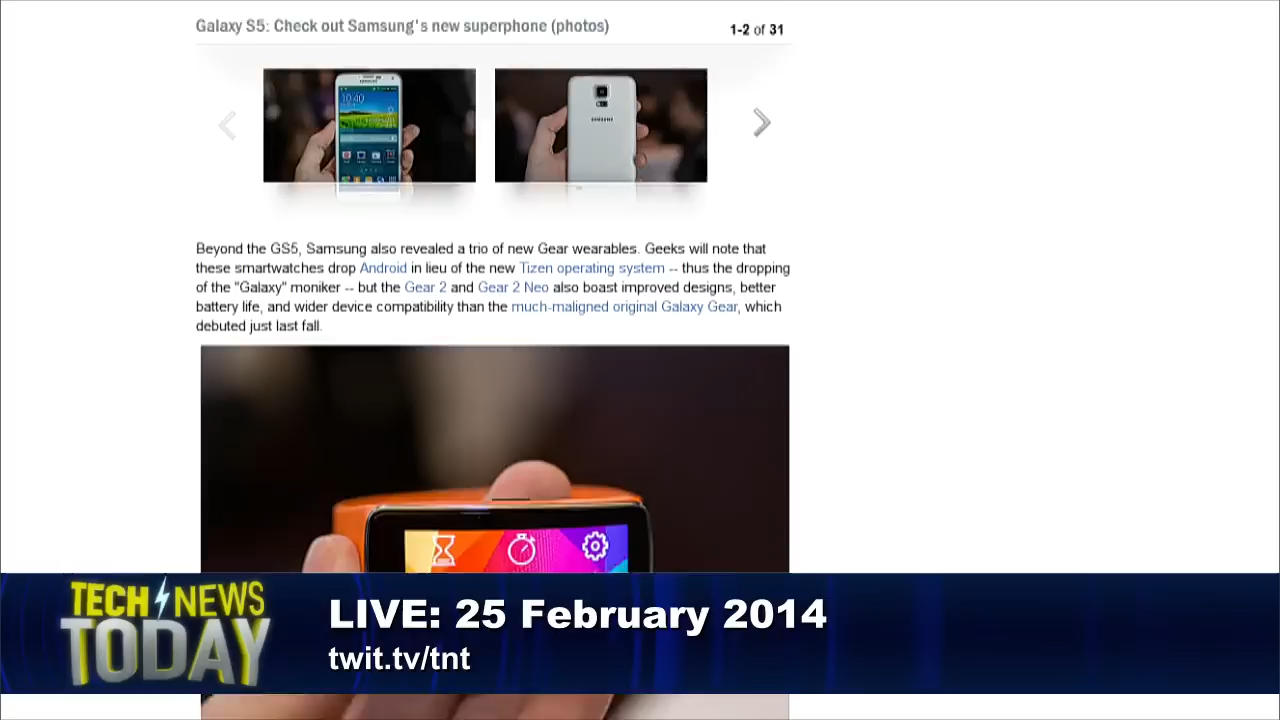 Galaxy S5: Check out Samsung's new superphone (photos)
1-2 of 31
SAMSUNG
10:40
SAMSUNG
Beyond the GS5, Samsung also revealed a trio of new Gear wearables. Geeks will note that
these smartwatches drop Android in lieu of the new Tizen operating system -- thus the dropping
of the "Galaxy" moniker -- but the Gear 2 and Gear 2 Neo also boast improved designs, better
battery life, and wider device compatibility than the much-maligned original Galaxy Gear, which
debuted just last fall.
TECH NEWS
TODAY
LIVE: 25 February 2014
twit.tv/tnt